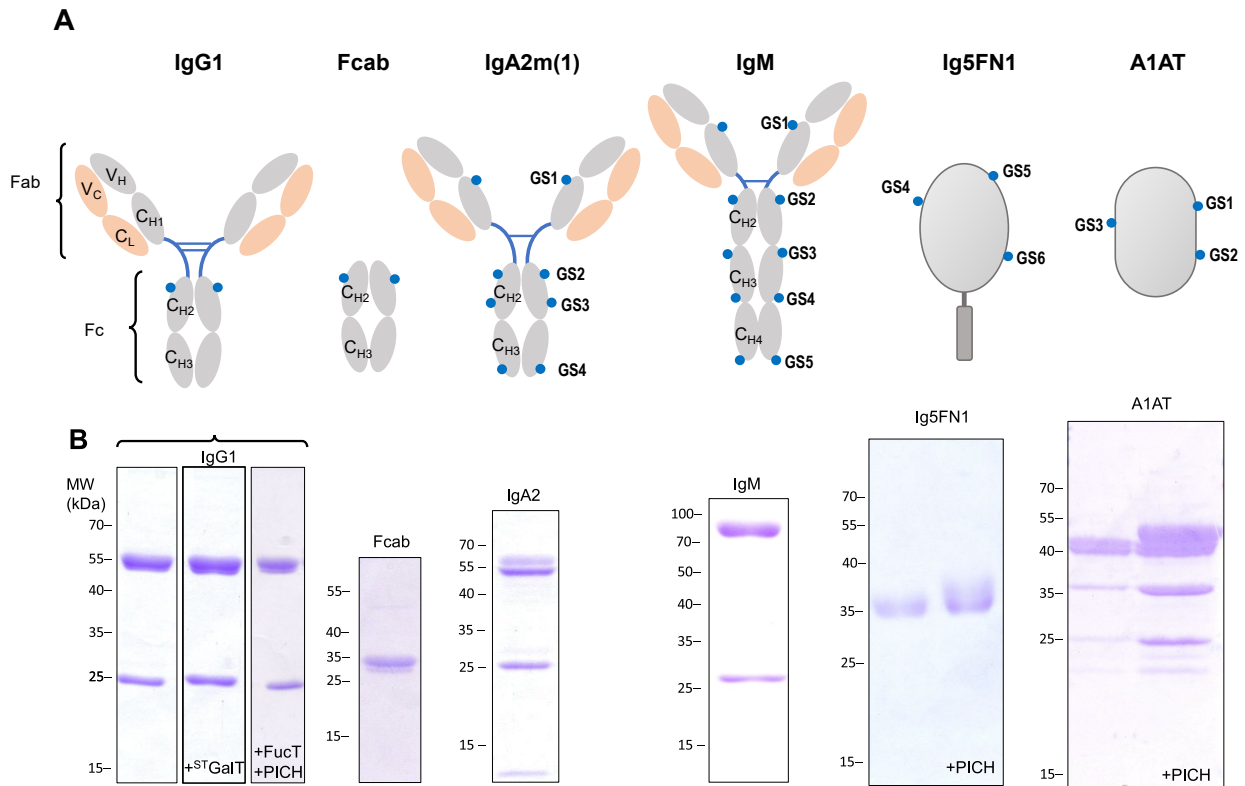 A
IgG1 Fcab IgA2m(1) IgM Ig5FN1 A1AT
Fab
VH
VC
CH1
CL
Fc
CH2
CH3
CH2
CH3
GS1
GS2
CH2
GS3
CH3
GS4
GS1
GS2
CH2
GS3
CH3
GS4
CH4
GS5
GS5
GS4
GS6
GS1
GS3
GS2
B
IgG1
MW
(kDa)
70–
55–
40–
35–
25–
15–
+STGalT
+FucT
+PICH
Fcab
55–
40–
35–
25–
15–
IgA2
70 –
55 –
40 –
35 –
25 –
15 –
IgM
100–
70–
50–
40–
35–
25–
15–
Ig5FN1
70–
55–
40–
35–
25–
15–
+PICH
A1AT
70–
55–
40–
35–
25–
15–
+PICH